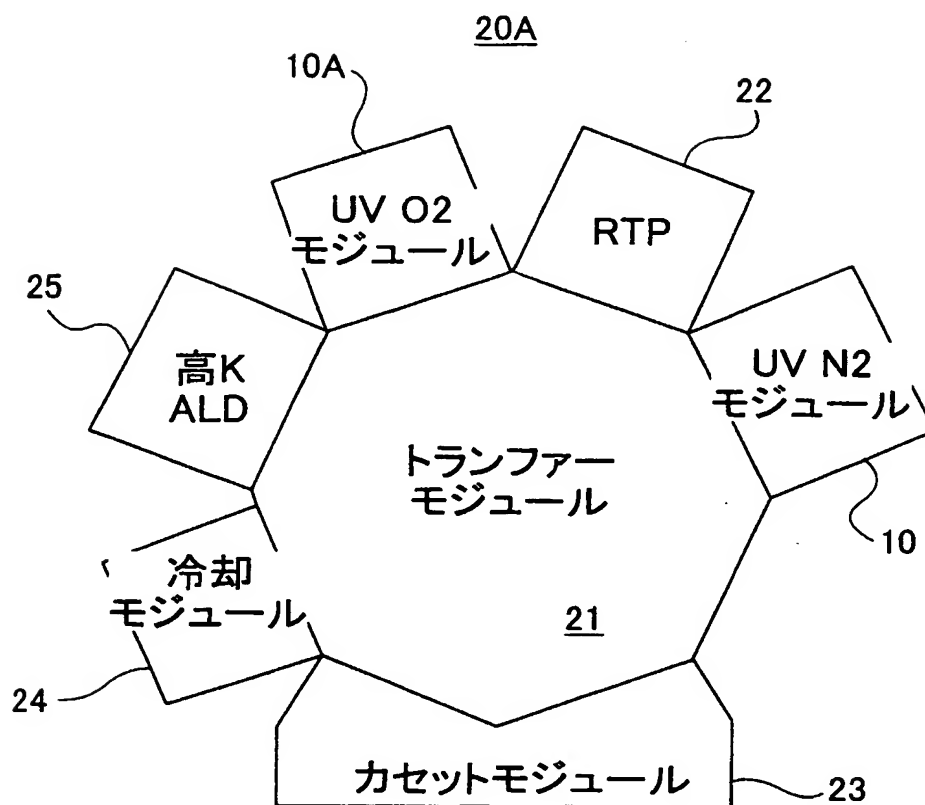 20A
10A
22
UV O2
モジュール
RTP
25
高K
ALD
UV N2
モジュール
トランファー
モジュール
10
冷却
モジュール
21
24
カセットモジュール
23